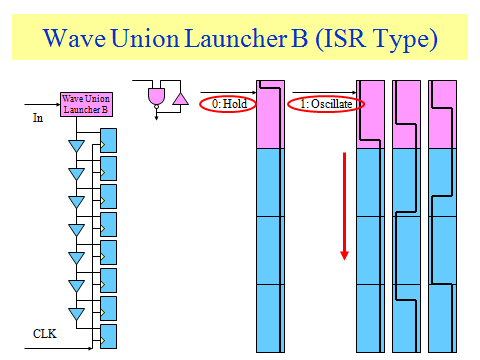 Wave Union Launcher B (ISR Type)
Wave Union
Launcher B
In
0: Hold
1: Oscillate
CLK